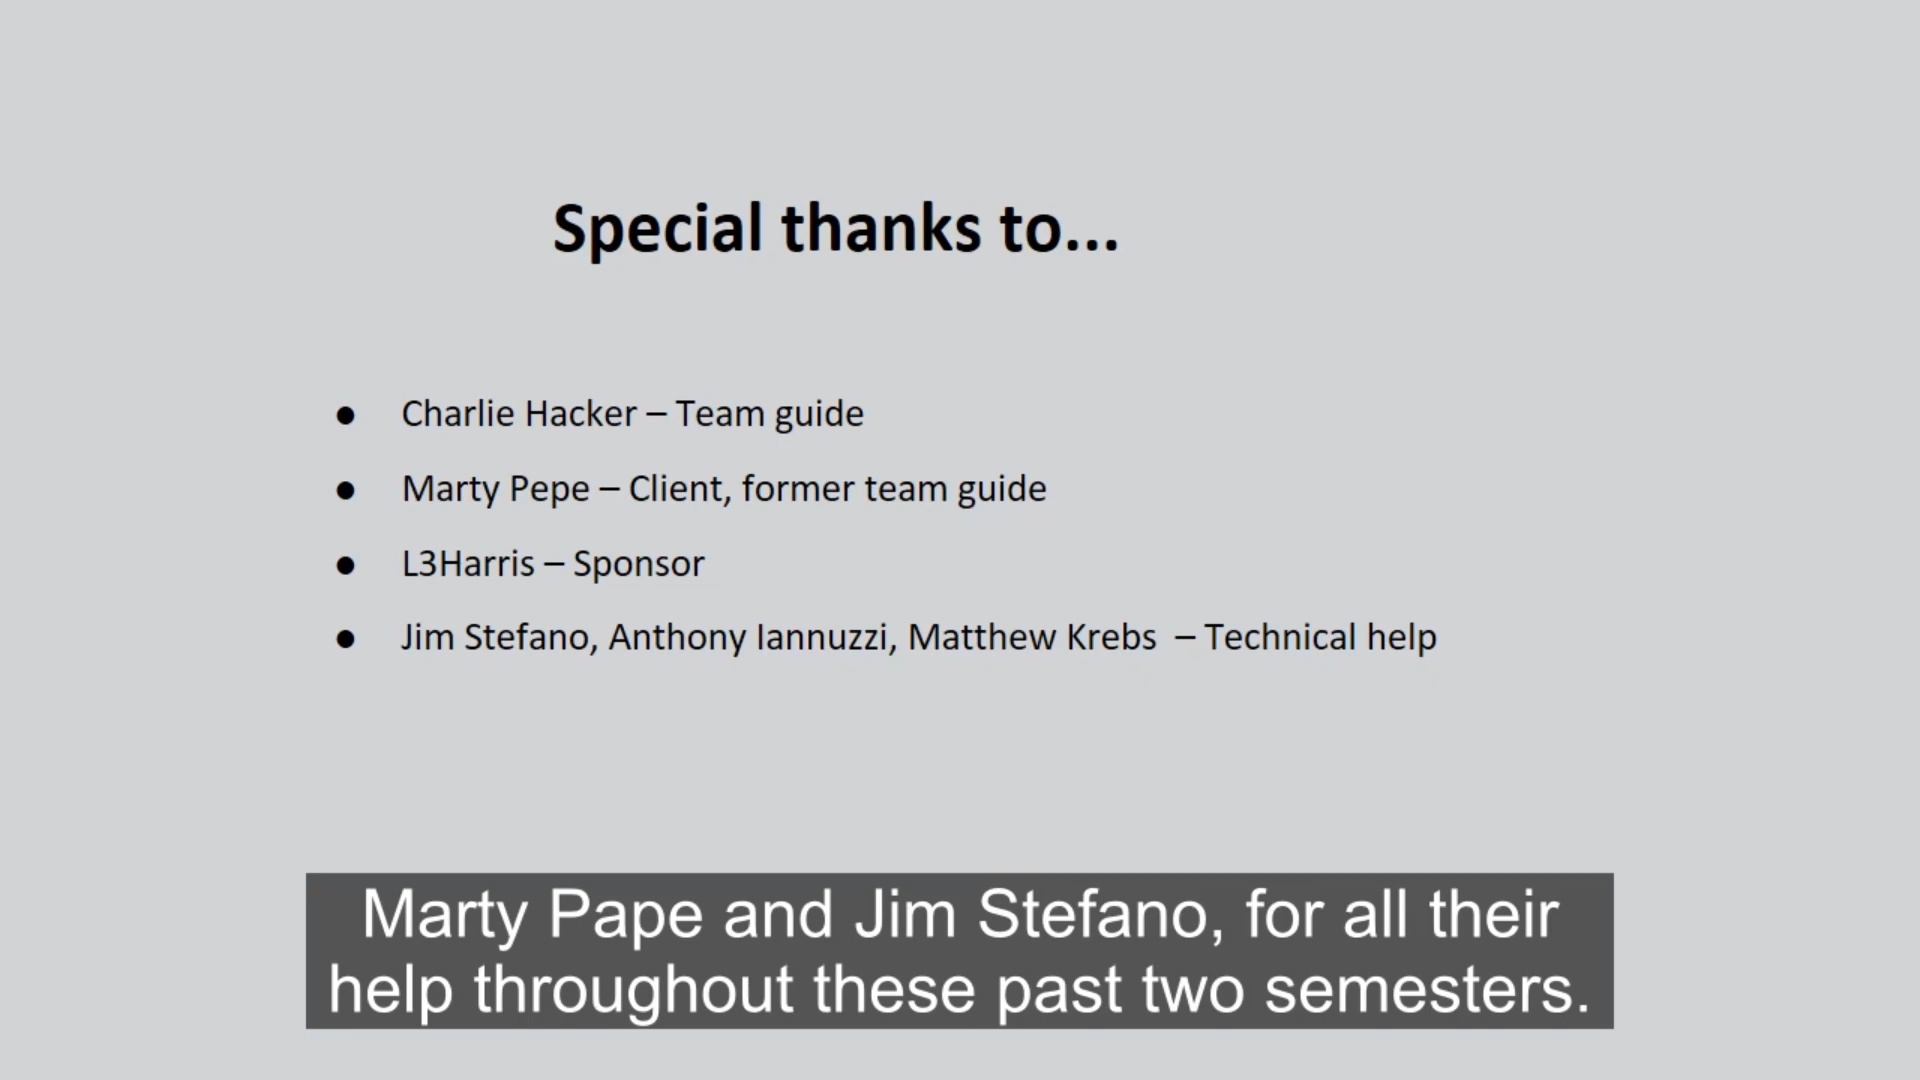 Special thanks to...
● Charlie Hacker – Team guide
● Marty Pepe – Client, former team guide
● L3Harris – Sponsor
● Jim Stefano, Anthony Iannuzzi, Matthew Krebs – Technical help
Marty Pape and Jim Stefano, for all their
help throughout these past two semesters.